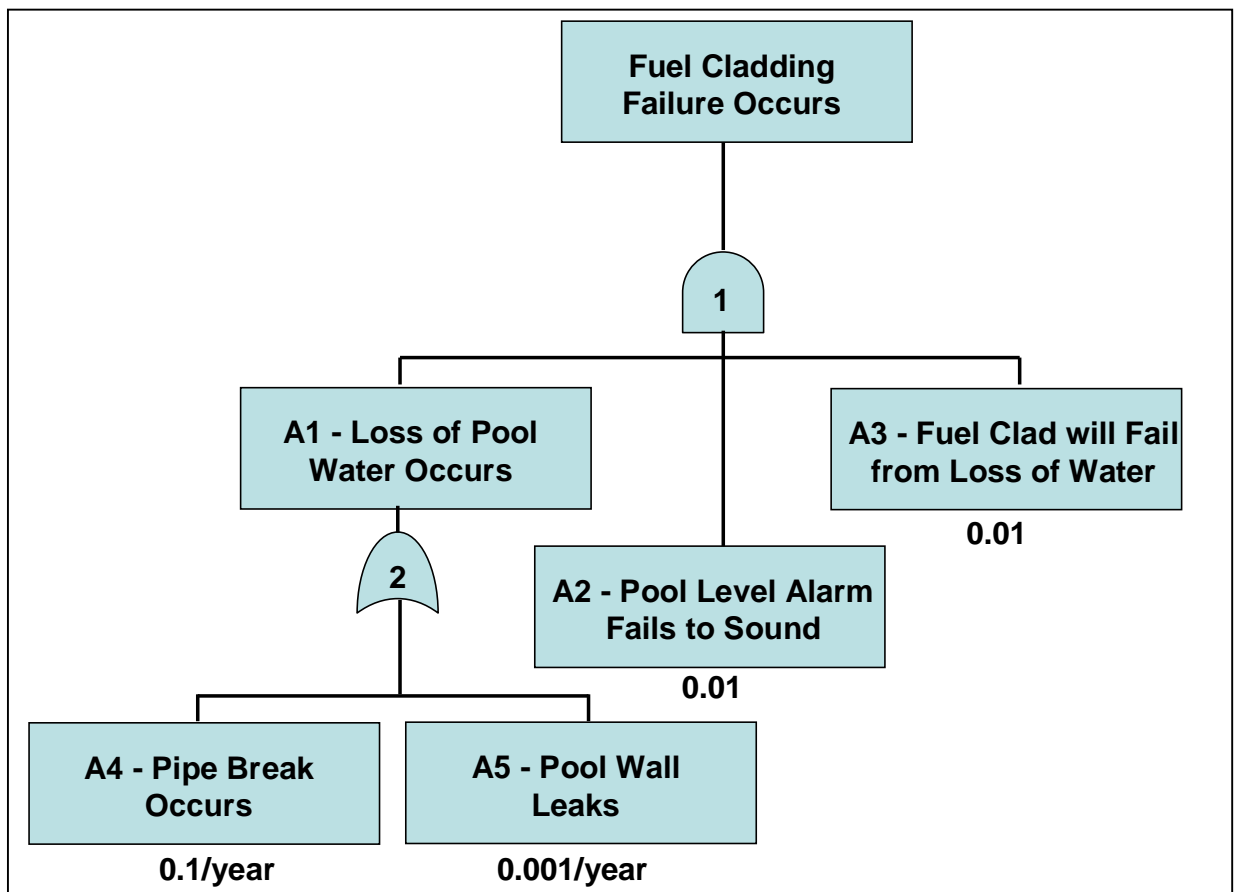 Fuel Cladding
Failure Occurs
1
A1 - Loss of Pool
Water Occurs
A3 - Fuel Clad will Fail
from Loss of Water
0.01
2
A2 - Pool Level Alarm
Fails to Sound
0.01
A4 - Pipe Break
Occurs
0.1/year
A5 - Pool Wall
Leaks
0.001/year